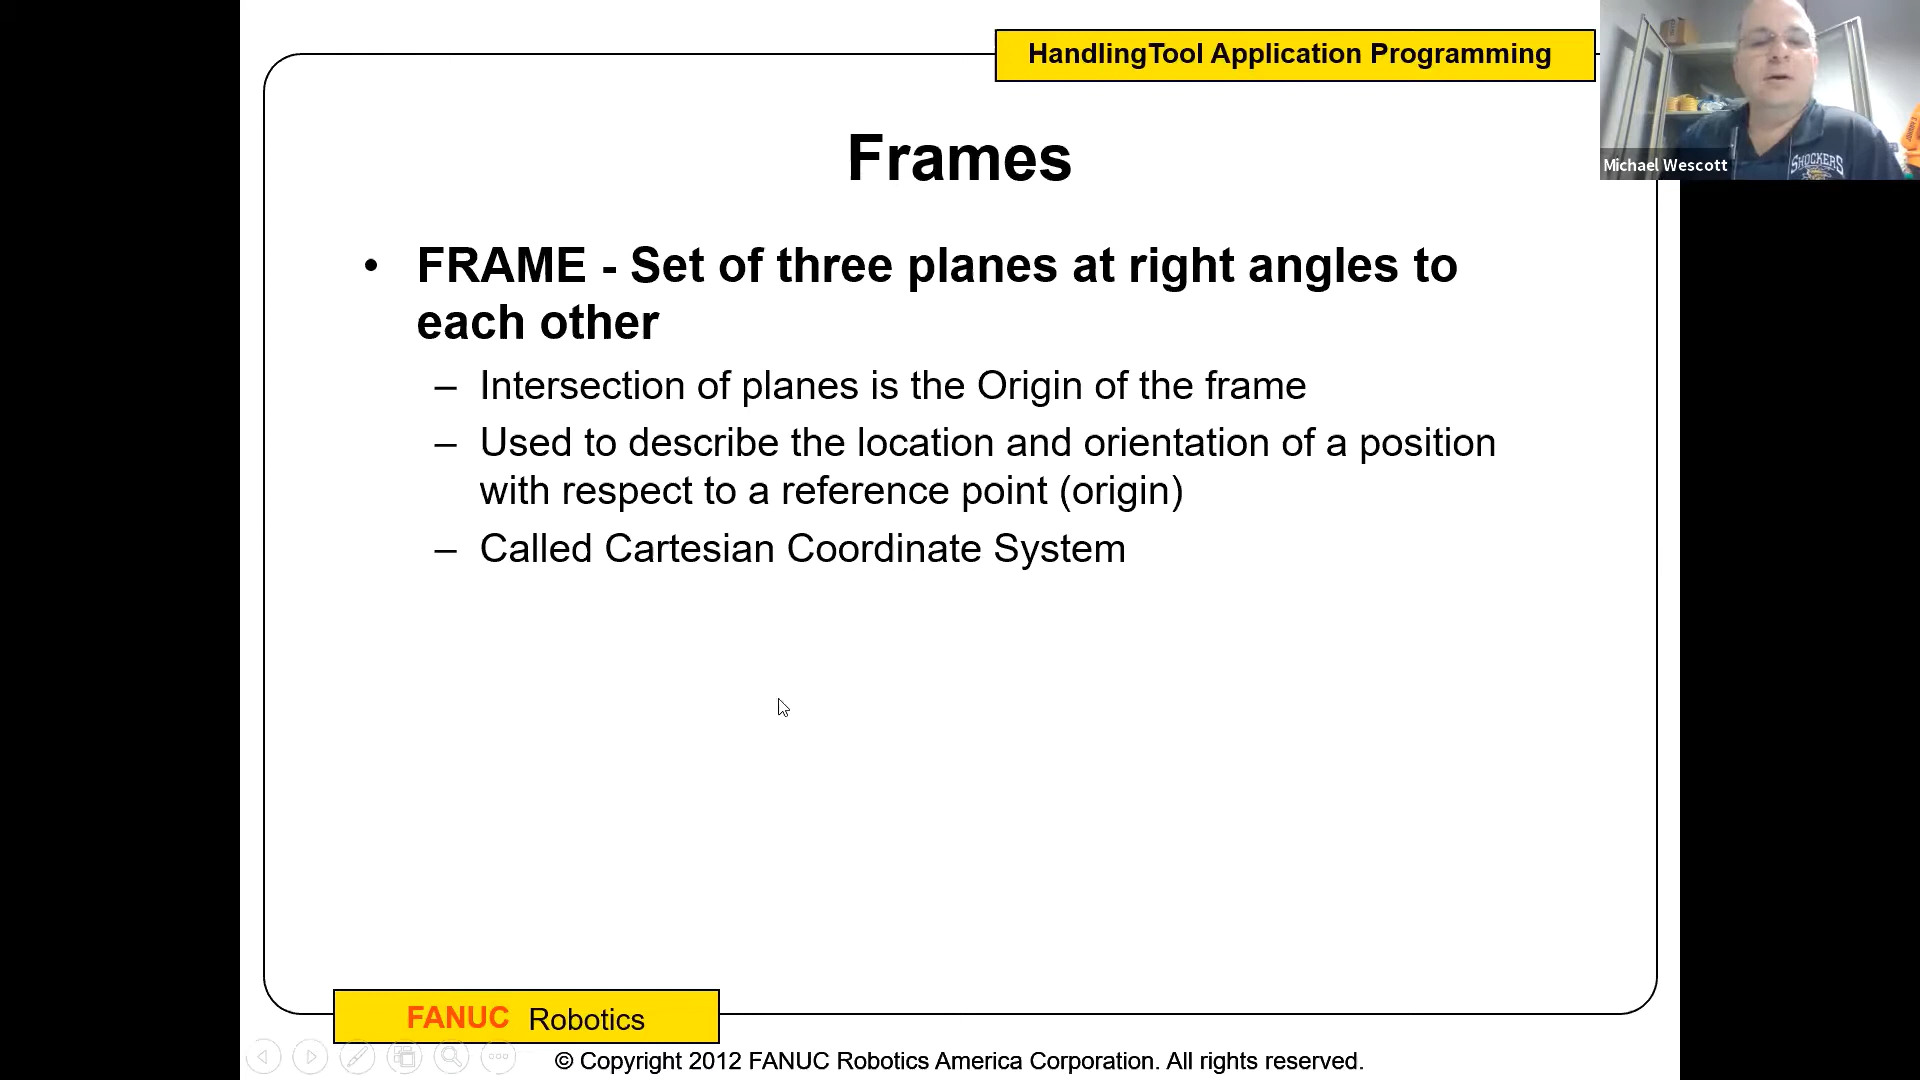 HandlingTool Application Programming
Michael Wescott
SHOCKERS
Frames
• FRAME - Set of three planes at right angles to
each other
– Intersection of planes is the Origin of the frame
– Used to describe the location and orientation of a position
with respect to a reference point (origin)
– Called Cartesian Coordinate System
FANUC Robotics
© Copyright 2012 FANUC Robotics America Corporation. All rights reserved.